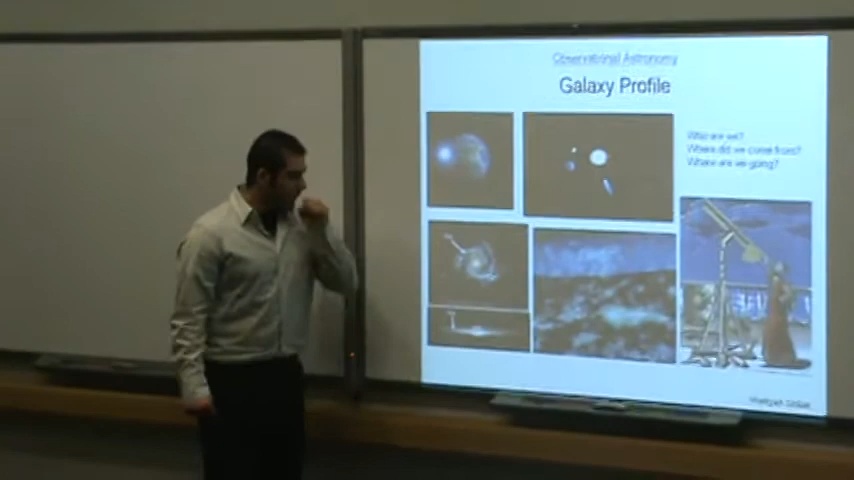 Observational Astronomy
Galaxy Profile
Who are we?
Where did we come from?
Where are we going?